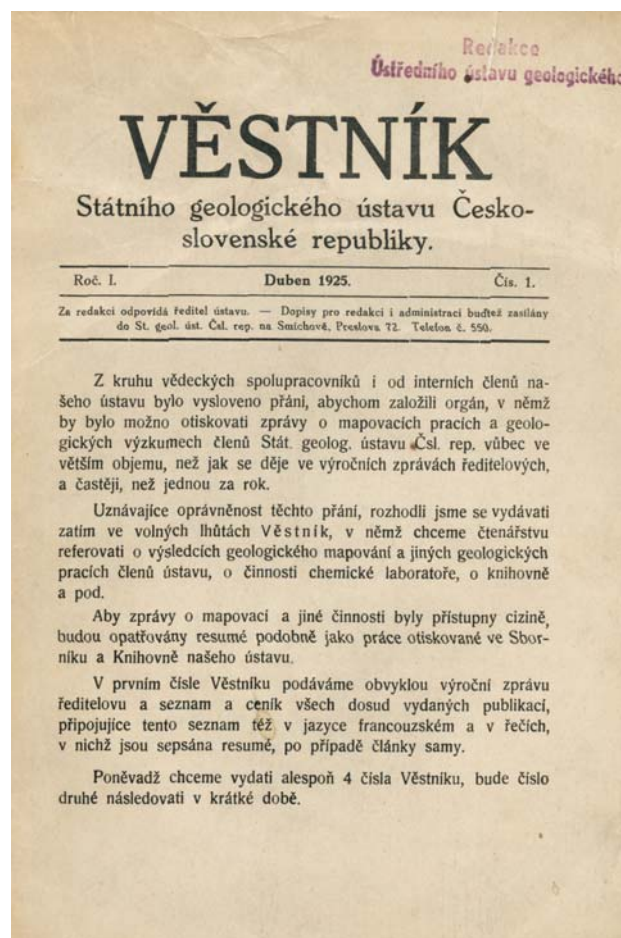 Redakce
Ústředního ústavu geologického
VĚSTNÍK
Státního geologického ústavu Česko-
slovenské republiky.
Roč. I. Duben 1925. Čís. 1.
Za redakci odpovídá ředitel ústavu. — Dopisy pro redakci i administraci buďtež zasílány
do St. geol. úst. Čsl. rep. na Smíchově, Preslova 72. Telefon č. 550.
Z kruhu vědeckých spolupracovníků i od interních členů na-
šeho ústavu bylo vysloveno přání, abychom založili orgán, v němž
by bylo možno otiskovati zprávy o mapovacích pracích a geolo-
gických výzkumech členů Stát. geolog. ústavu Čsl. rep. vůbec ve
větším objemu, než jak se děje ve výročních zprávách ředitelových,
a častěji, než jednou za rok.
Uznávajíce oprávněnost těchto přání, rozhodli jsme se vydávati
zatím ve volných lhůtách Věstník, v němž chceme čtenářstvu
referovati o výsledcích geologického mapování a jiných geologických
pracích členů ústavu, o činnosti chemické laboratoře, o knihovně
a pod.
Aby zprávy o mapovací a jiné činnosti byly přístupny cizině,
budou opatřovány resumé podobně jako práce otiskované ve Sbor-
níku a Knihovně našeho ústavu.
V prvním čísle Věstníku podáváme obvyklou výroční zprávu
ředitelovu a seznam a ceník všech dosud vydaných publikací,
připojujíce tento seznam též v jazyce francouzském a v řečích,
v nichž jsou sepsána resumé, po případě články samy.
Poněvadž chceme vydati alespoň 4 čísla Věstníku, bude číslo
druhé následovati v krátké době.